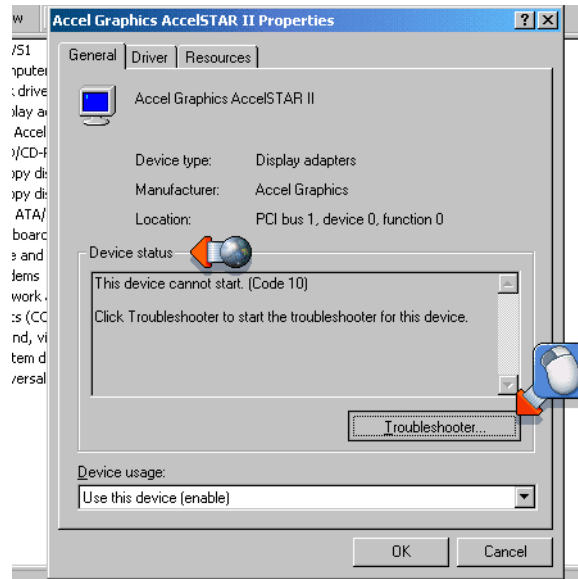 w
Accel Graphics AccelSTAR II Properties
/S1
General Driver Resources
Accel Graphics AccelSTAR II
Device type: Display adapters
Manufacturer: Accel Graphics
Location: PCI bus 1, device 0, function 0
Device status
This device cannot start. (Code 10)
Click Troubleshooter to start the troubleshooter for this device.
Troubleshooter...
Device usage:
Use this device (enable)
OK Cancel